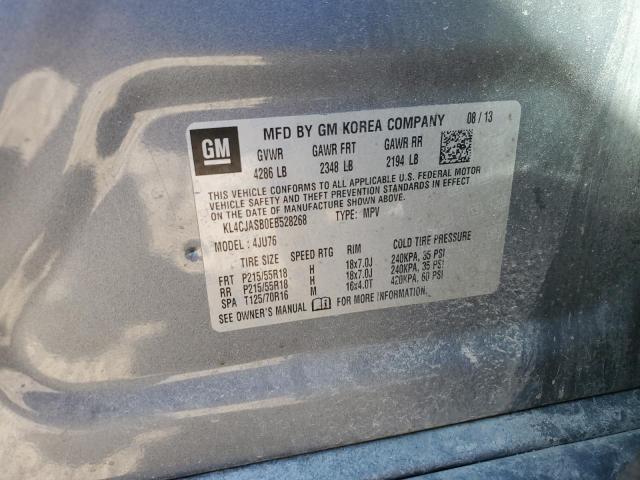 GM
MFD BY GM KOREA COMPANY 08 / 13
GVWR GAWR FRT GAWR RR
4286 LB 2348 LB 2194 LB
THIS VEHICLE CONFORMS TO ALL APPLICABLE U.S. FEDERAL MOTOR
VEHICLE SAFETY AND THEFT PREVENTION STANDARDS IN EFFECT
ON THE DATE OF MANUFACTURE SHOWN ABOVE.
KL4CJASB0EB528268 TYPE: MPV
MODEL: 4JU76
TIRE SIZE SPEED RTG RIM COLD TIRE PRESSURE
FRT P215/55R18 H 18x7.0J 240KPA, 35 PSI
RR P215/55R18 H 18x7.0J 240KPA, 35 PSI
SPA T125/70R16 M 16x4.0T 420KPA, 60 PSI
SEE OWNER'S MANUAL FOR MORE INFORMATION.